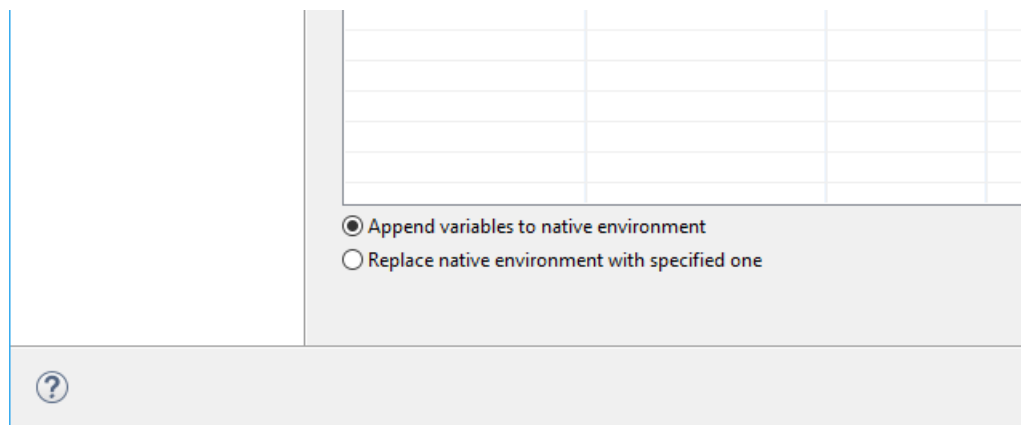 Append variables to native environment
Replace native environment with specified one
?